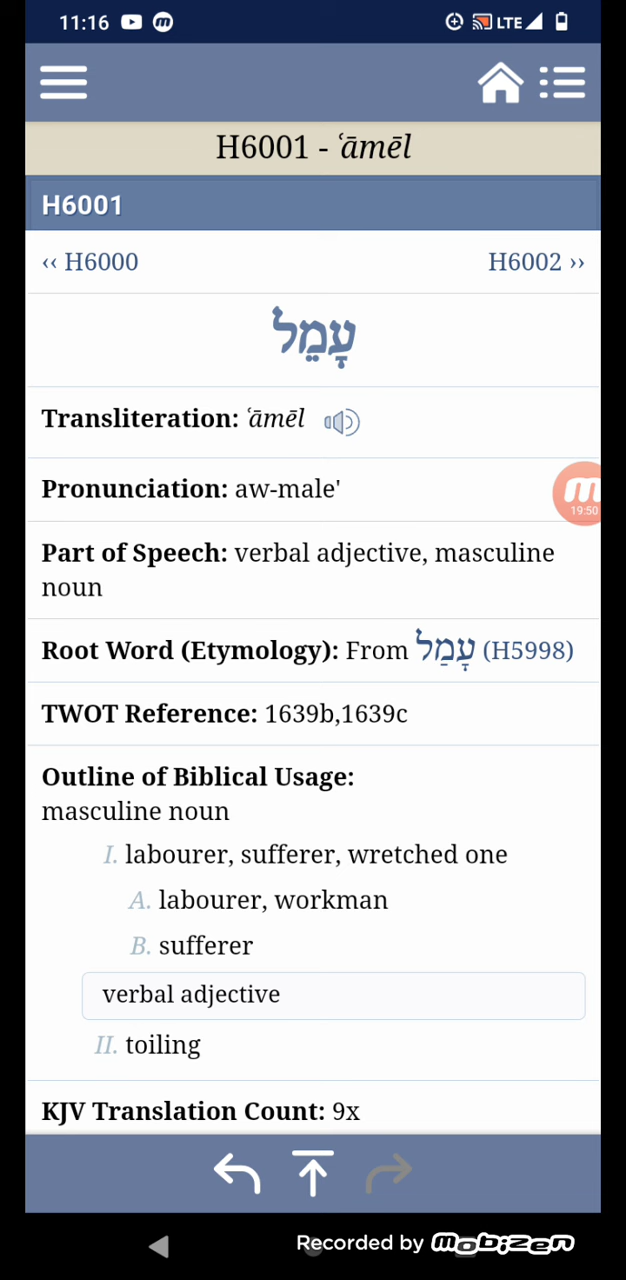 11:16 LTE
H6001 - ʿāmēl
H6001
‹‹ H6000 H6002 ››
עָמֵל
Transliteration: ʿāmēl
Pronunciation: aw-male'
19:50
Part of Speech: verbal adjective, masculine
noun
Root Word (Etymology): From עָמַל (H5998)
TWOT Reference: 1639b,1639c
Outline of Biblical Usage:
masculine noun
I. labourer, sufferer, wretched one
A. labourer, workman
B. sufferer
verbal adjective
II. toiling
KJV Translation Count: 9x
Recorded by mobizen